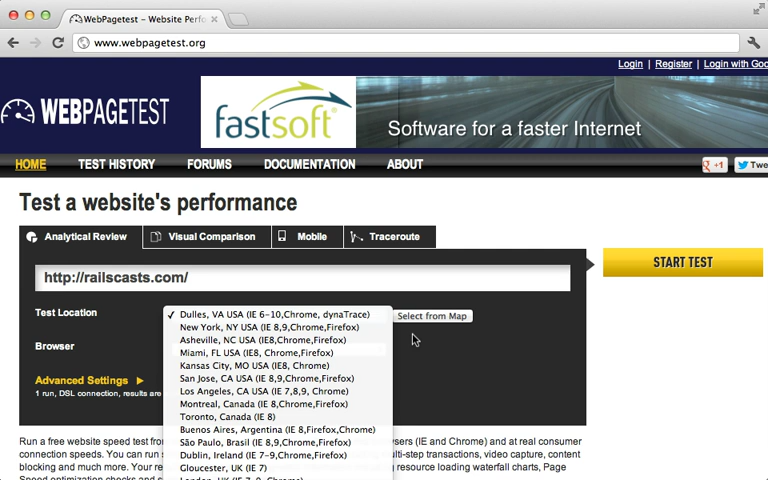 WebPagetest – Website Perfo
www.webpagetest.org
Login | Register | Login with Goo
WEBPAGETEST
fastsoft®
Software for a faster Internet
HOME TEST HISTORY FORUMS DOCUMENTATION ABOUT
+1 Twe
Test a website's performance
Analytical Review Visual Comparison Mobile Traceroute
http://railscasts.com/
START TEST
Test Location
✓ Dulles, VA USA (IE 6-10,Chrome, dynaTrace)
Select from Map
New York, NY USA (IE 8,9,Chrome,Firefox)
Asheville, NC USA (IE8,Chrome,Firefox)
Browser
Miami, FL USA (IE8, Chrome,Firefox)
Kansas City, MO USA (IE8, Chrome)
San Jose, CA USA (IE 8,9,Chrome,Firefox)
Advanced Settings
1 run, DSL connection, results are
Los Angeles, CA USA (IE 7,8,9, Chrome)
Montreal, Canada (IE 8,Chrome,Firefox)
Toronto, Canada (IE 8)
Buenos Aires, Argentina (IE 8,Firefox,Chrome)
São Paulo, Brasil (IE 8,9,Chrome,Firefox)
Dublin, Ireland (IE 7-9,Chrome,Firefox)
Gloucester, UK (IE 7)
Run a free website speed test from
wsers (IE and Chrome) and at real consumer
connection speeds. You can run s
multi-step transactions, video capture, content
blocking and much more. Your re
resource loading waterfall charts, Page